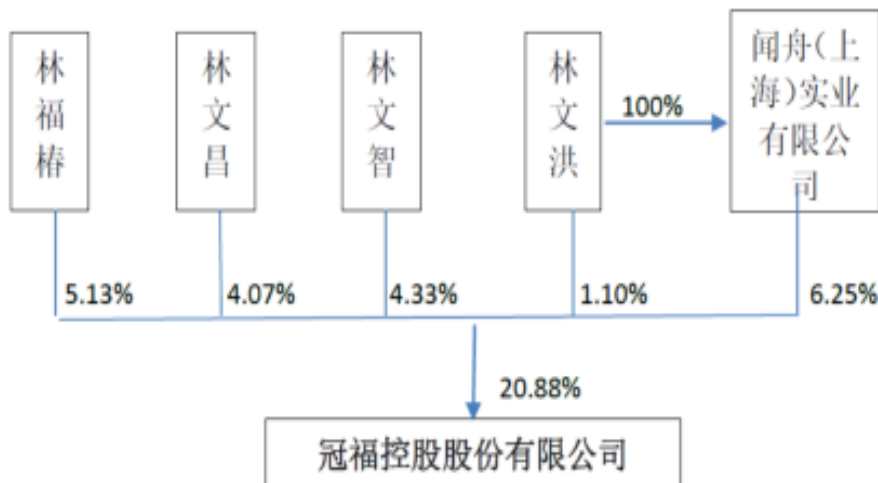 林福椿
林文昌
林文智
林文洪
100%
闻舟(上
海)实业
有限公
司
5.13%
4.07%
4.33%
1.10%
6.25%
20.88%
冠福控股股份有限公司